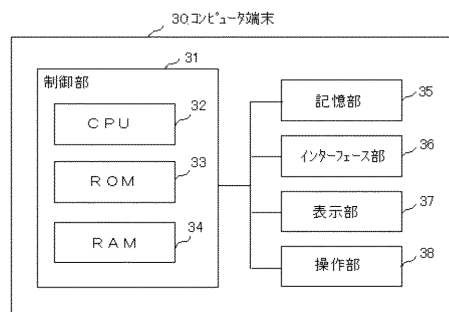 30.コンピュータ端末
31
制御部
CPU
32
ROM
33
RAM
34
記憶部
35
インターフェース部
36
表示部
37
操作部
38